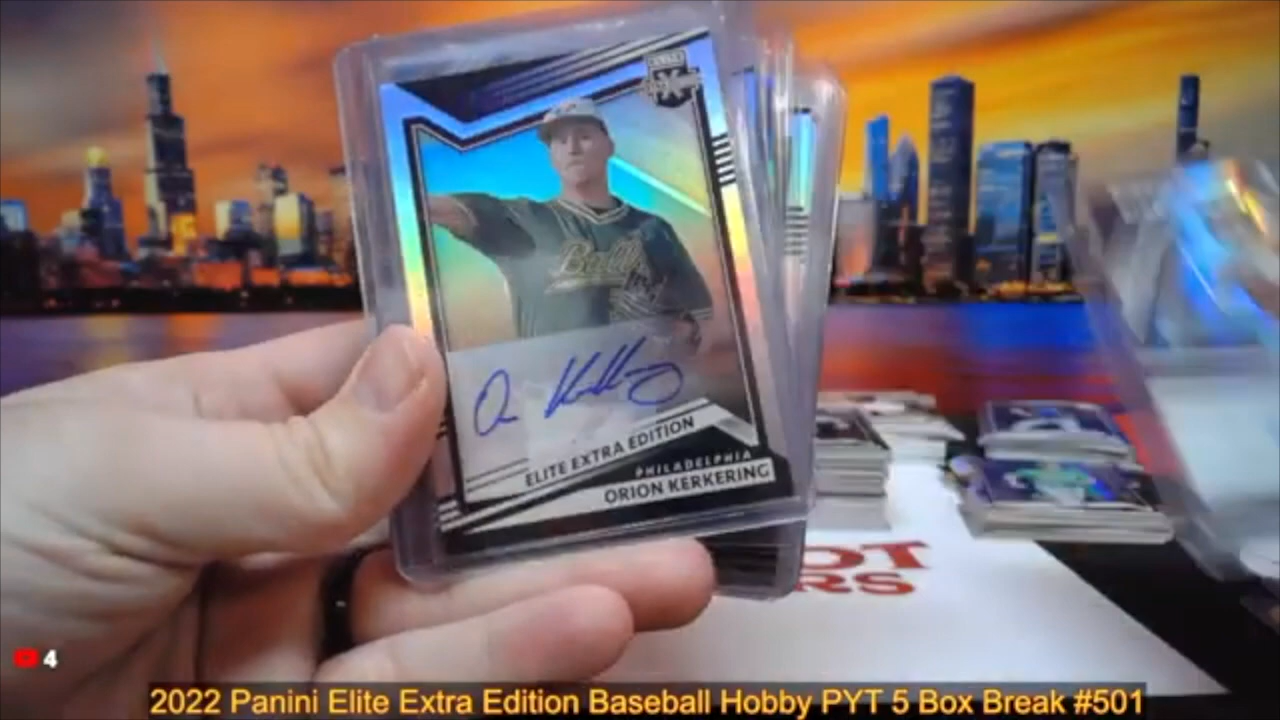 Bulls
ELITE EXTRA EDITION
PHILADELPHIA
ORION KERKERING
4
2022 Panini Elite Extra Edition Baseball Hobby PYT 5 Box Break #501